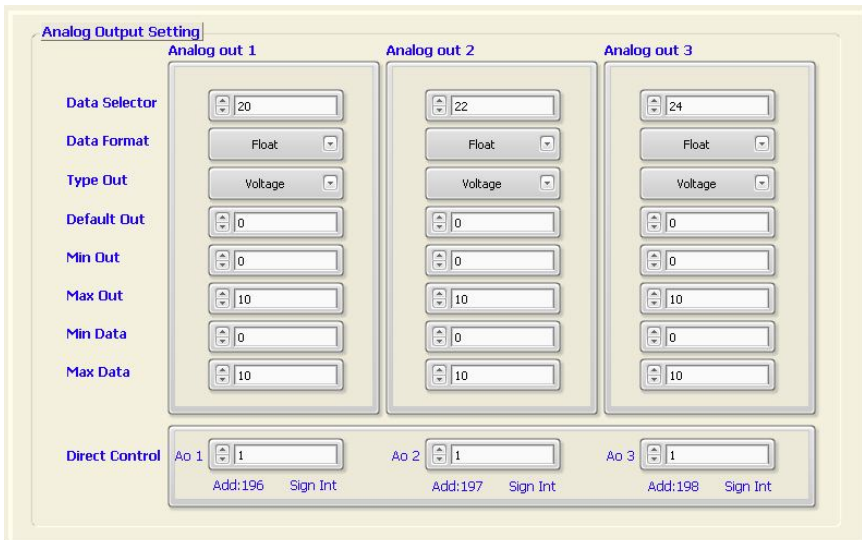 Analog Output Setting
Analog out 1 Analog out 2 Analog out 3
Data Selector 20 22 24
Data Format Float Float Float
Type Out Voltage Voltage Voltage
Default Out 0 0 0
Min Out 0 0 0
Max Out 10 10 10
Min Data 0 0 0
Max Data 10 10 10
Direct Control Ao 1 1 Ao 2 1 Ao 3 1
Add:196 Sign Int Add:197 Sign Int Add:198 Sign Int